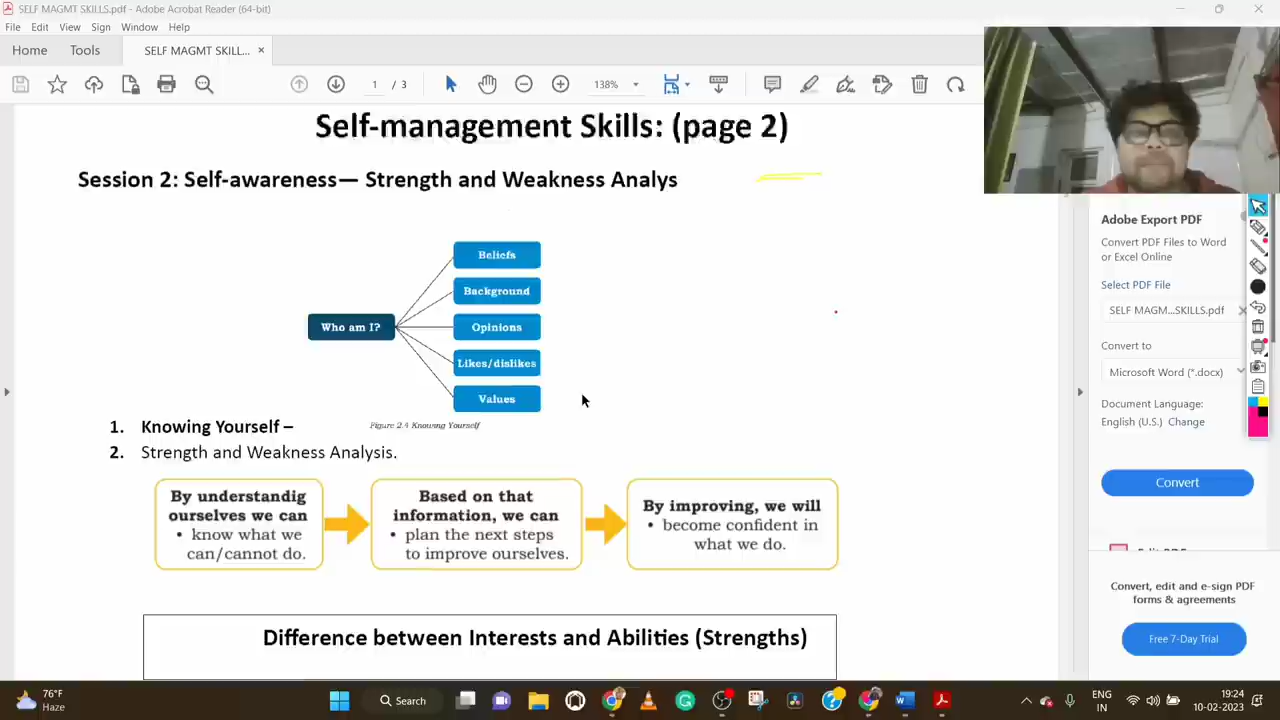 SELF MAGMT SKILLS.pdf - Adobe Acrobat Reader (64-bit)
File Edit View Sign Window Help
Home Tools SELF MAGMT SKILL... ×
1 / 3 138%
Self-management Skills: (page 2)
Session 2: Self-awareness— Strength and Weakness Analys
Beliefs
Background
Who am I?
Opinions
Likes/dislikes
Values
1. Knowing Yourself –
Figure 2.4 Knowing Yourself
2. Strength and Weakness Analysis.
By understandig
ourselves we can
• know what we
can/cannot do.
Based on that
information, we can
• plan the next steps
to improve ourselves.
By improving, we will
• become confident in
what we do.
Difference between Interests and Abilities (Strengths)
Adobe Export PDF
Convert PDF Files to Word
or Excel Online
Select PDF File
SELF MAGM...SKILLS.pdf
Convert to
Microsoft Word (*.docx)
Document Language:
English (U.S.) Change
Convert
Convert, edit and e-sign PDF
forms & agreements
Free 7-Day Trial
76°F
Haze
Search
ENG
IN
19:24
10-02-2023